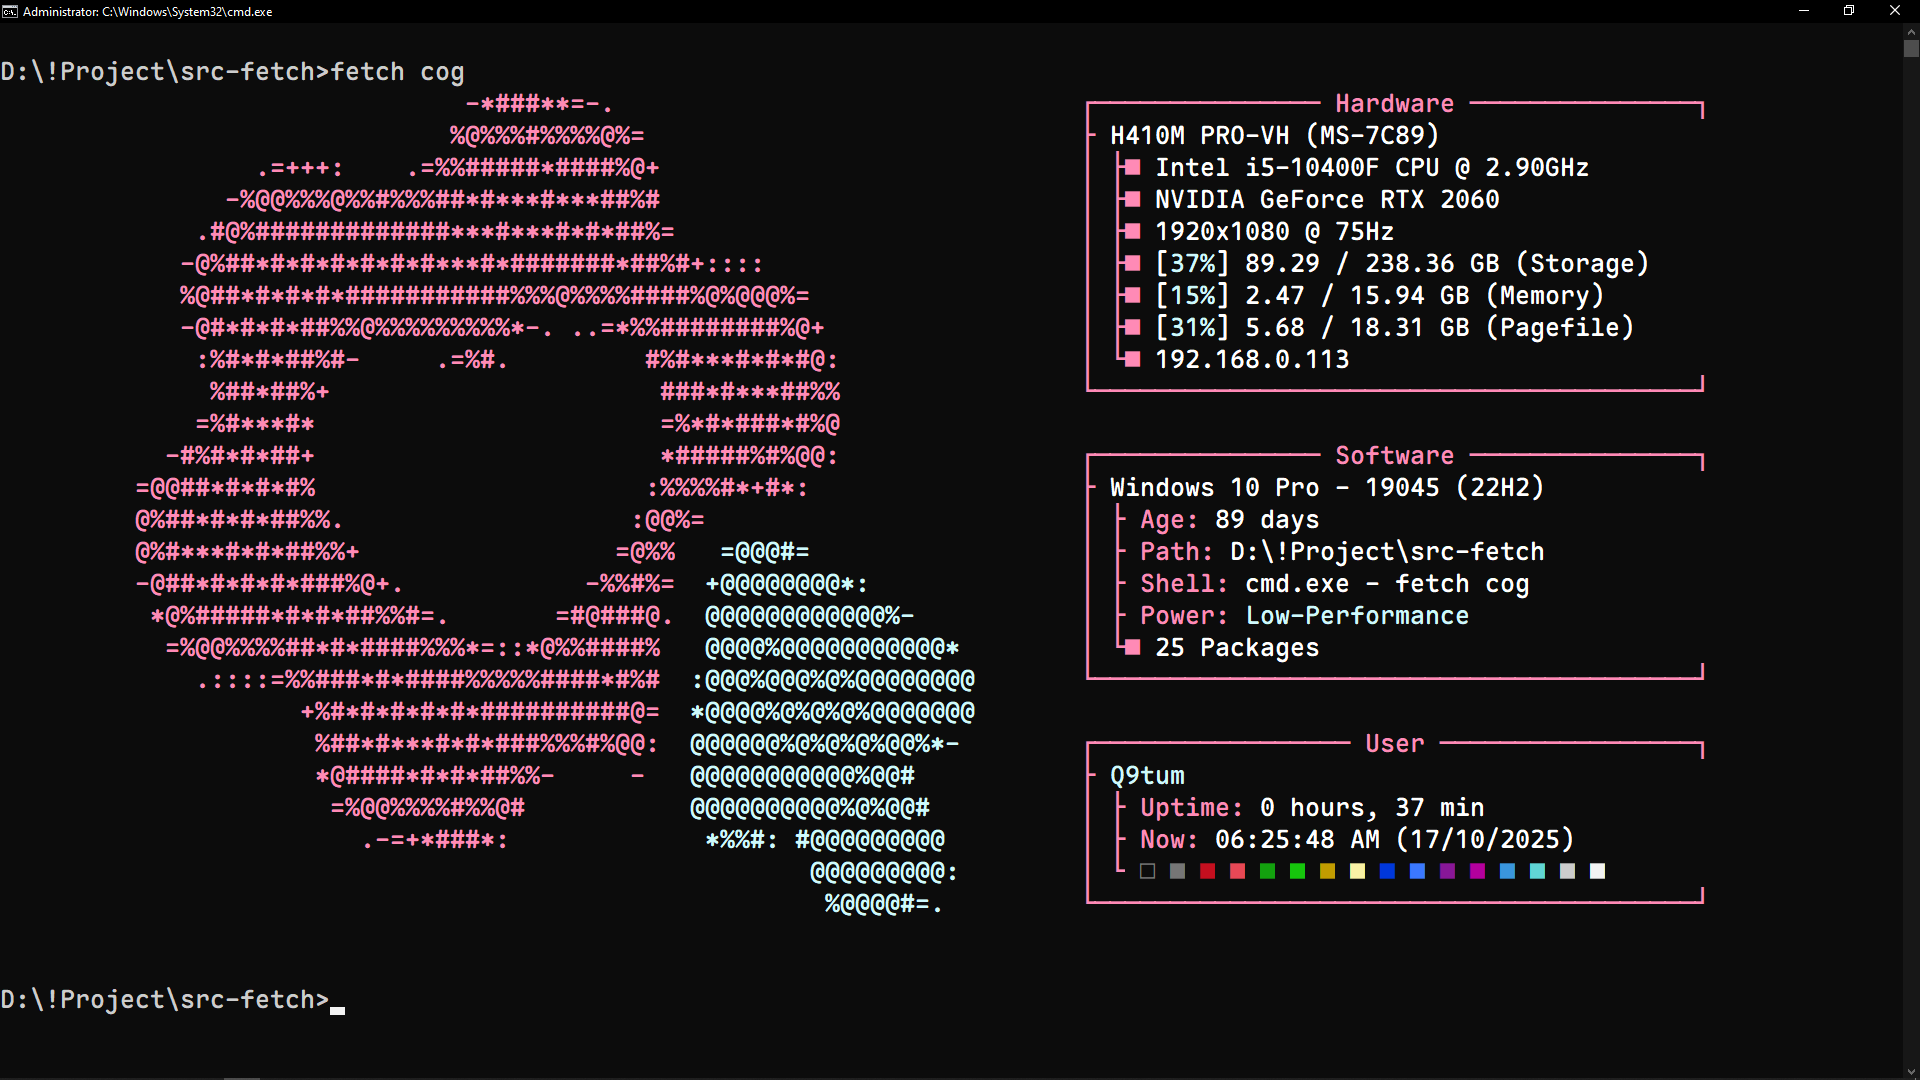 Administrator: C:\Windows\System32\cmd.exe
D:\!Project\src-fetch>fetch cog
Hardware
H410M PRO-VH (MS-7C89)
Intel i5-10400F CPU @ 2.90GHz
NVIDIA GeForce RTX 2060
1920x1080 @ 75Hz
[37%] 89.29 / 238.36 GB (Storage)
[15%] 2.47 / 15.94 GB (Memory)
[31%] 5.68 / 18.31 GB (Pagefile)
192.168.0.113
Software
Windows 10 Pro - 19045 (22H2)
Age: 89 days
Path: D:\!Project\src-fetch
Shell: cmd.exe - fetch cog
Power: Low-Performance
25 Packages
User
Q9tum
Uptime: 0 hours, 37 min
Now: 06:25:48 AM (17/10/2025)
D:\!Project\src-fetch>